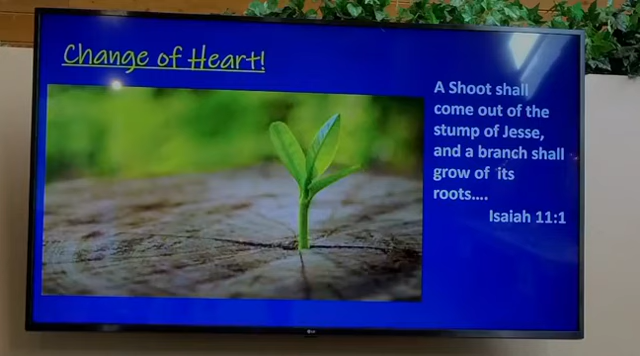 Change of Heart!
A Shoot shall
come out of the
stump of Jesse,
and a branch shall
grow of its
roots....
Isaiah 11:1
LG